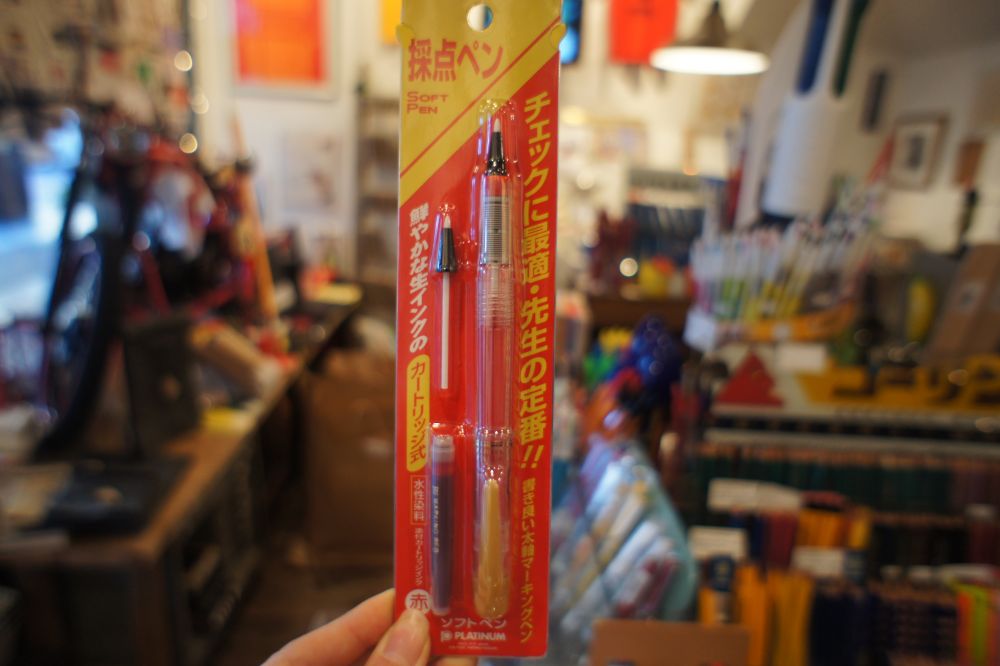 採点ペン
SOFT
PEN
チェックに最適・先生の定番!!
書き良い太軸マーキングペン
鮮やかな生インクの
カートリッジ式
水性染料
赤
ソフトペン
PLATINUM